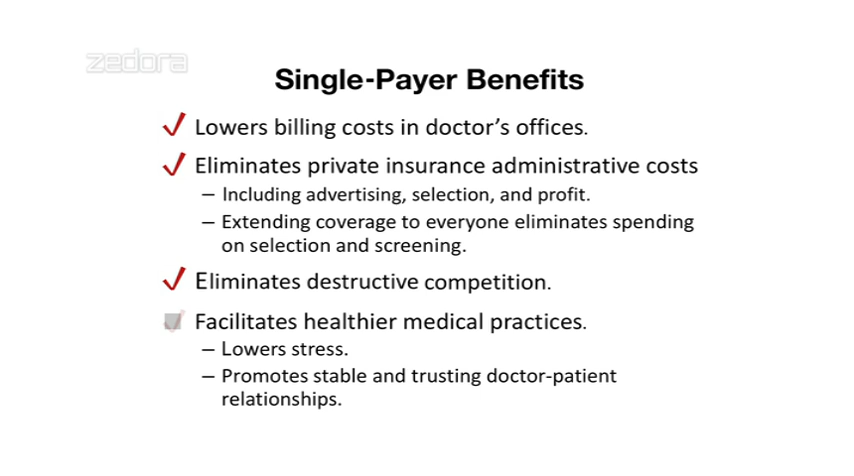 zedora
Single-Payer Benefits
Lowers billing costs in doctor's offices.
Eliminates private insurance administrative costs
– Including advertising, selection, and profit.
– Extending coverage to everyone eliminates spending
on selection and screening.
Eliminates destructive competition.
Facilitates healthier medical practices.
– Lowers stress.
– Promotes stable and trusting doctor-patient
relationships.